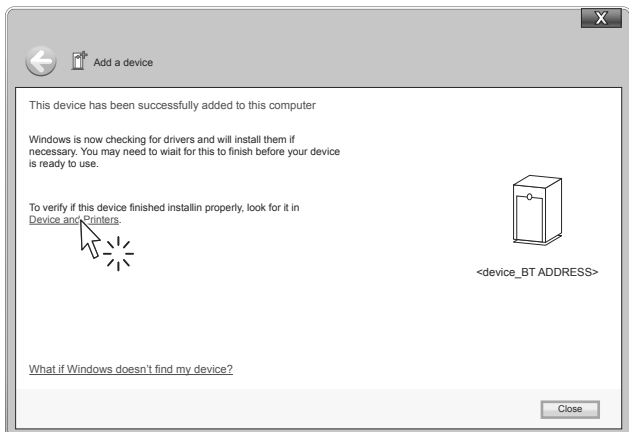 X
Add a device
This device has been successfully added to this computer
Windows is now checking for drivers and will install them if
necessary. You may need to wiait for this to finish before your device
is ready to use.
To verify if this device finished installin properly, look for it in
Device and Printers.
<device_BT ADDRESS>
What if Windows doesn't find my device?
Close